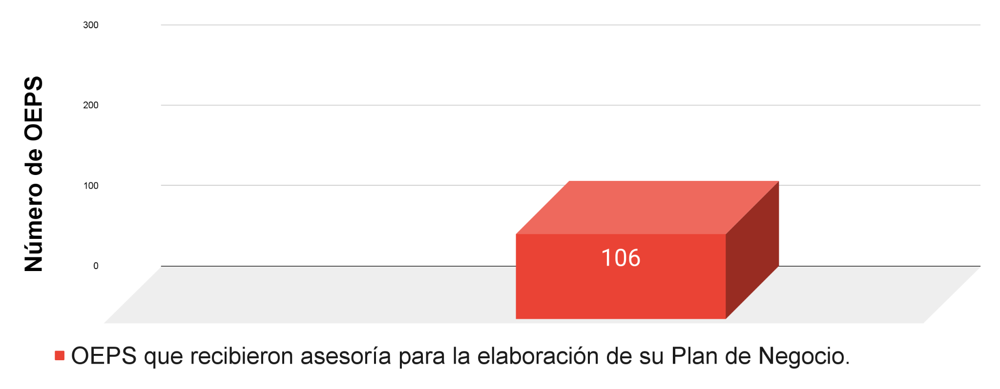 Número de OEPS
300
200
100
0
106
OEPS que recibieron asesoría para la elaboración de su Plan de Negocio.